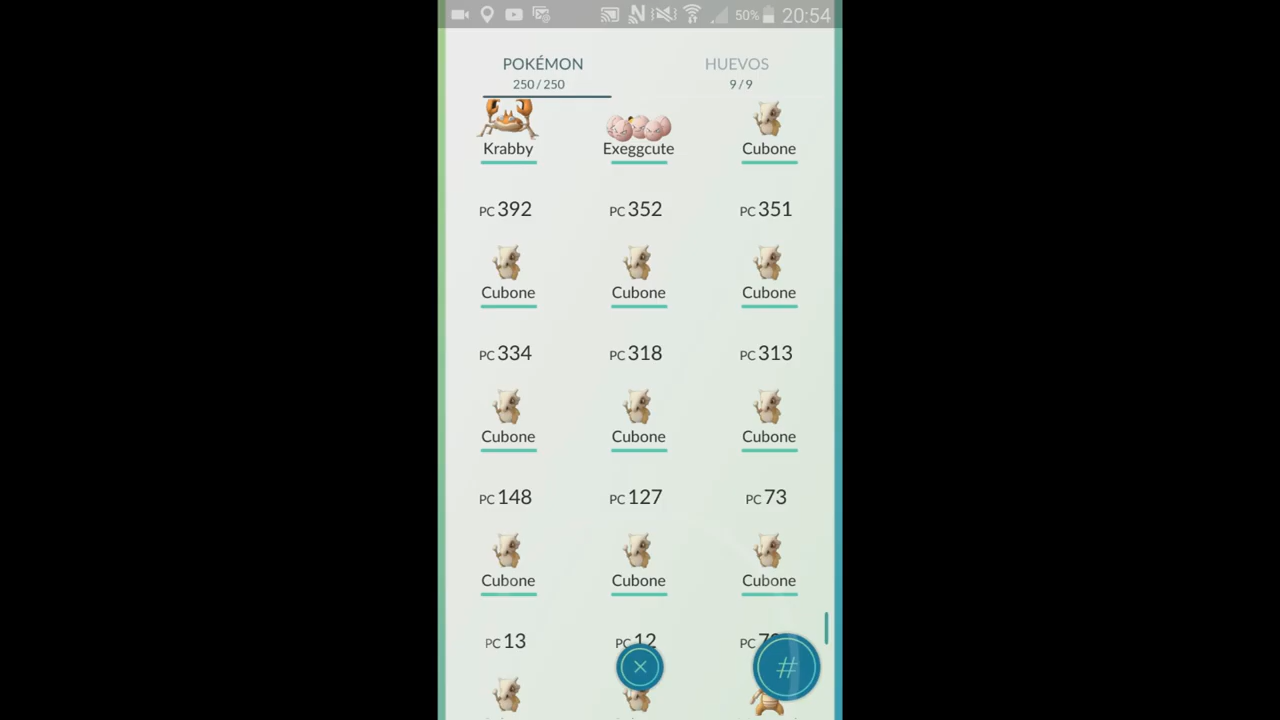 50% 20:54
POKÉMON HUEVOS
250/250 9/9
Krabby Exeggcute Cubone
PC 392 PC 352 PC 351
Cubone Cubone Cubone
PC 334 PC 318 PC 313
Cubone Cubone Cubone
PC 148 PC 127 PC 73
Cubone Cubone Cubone
PC 13 PC 12 PC
#